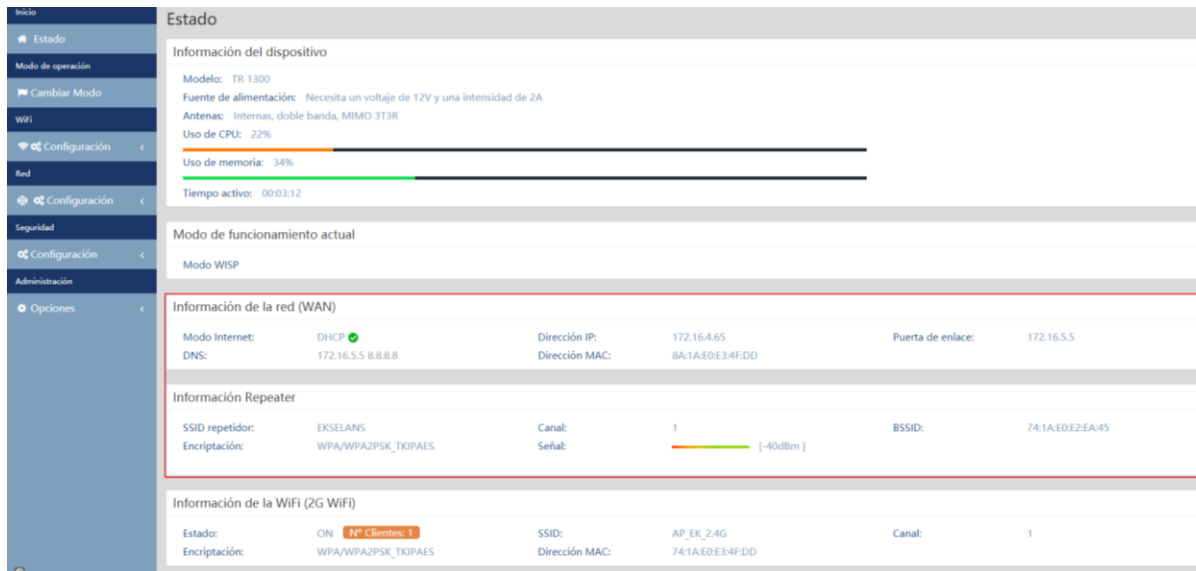 Inicio
Estado
Modo de operación
Cambiar Modo
WiFi
Configuración
Red
Configuración
Seguridad
Configuración
Administración
Opciones
Estado
Información del dispositivo
Modelo: TR 1300
Fuente de alimentación: Necesita un voltaje de 12V y una intensidad de 2A
Antenas: Internas, doble banda, MIMO 3T3R
Uso de CPU: 22%
Uso de memoria: 34%
Tiempo activo: 00:03:12
Modo de funcionamiento actual
Modo WISP
Información de la red (WAN)
Modo Internet: DHCP Dirección IP: 172.16.4.65 Puerta de enlace: 172.16.5.5
DNS: 172.16.5.5 8.8.8.8 Dirección MAC: 8A:1A:E0:E3:4F:DD
Información Repeater
SSID repetidor: EKSELANS Canal: 1 BSSID: 74:1A:E0:E2:EA:45
Encriptación: WPA/WPA2PSK_TKIPAES Señal: [-40dBm ]
Información de la WiFi (2G WiFi)
Estado: ON Nº Clientes: 1 SSID: AP_EK_2.4G Canal: 1
Encriptación: WPA/WPA2PSK_TKIPAES Dirección MAC: 74:1A:E0:E3:4F:DD